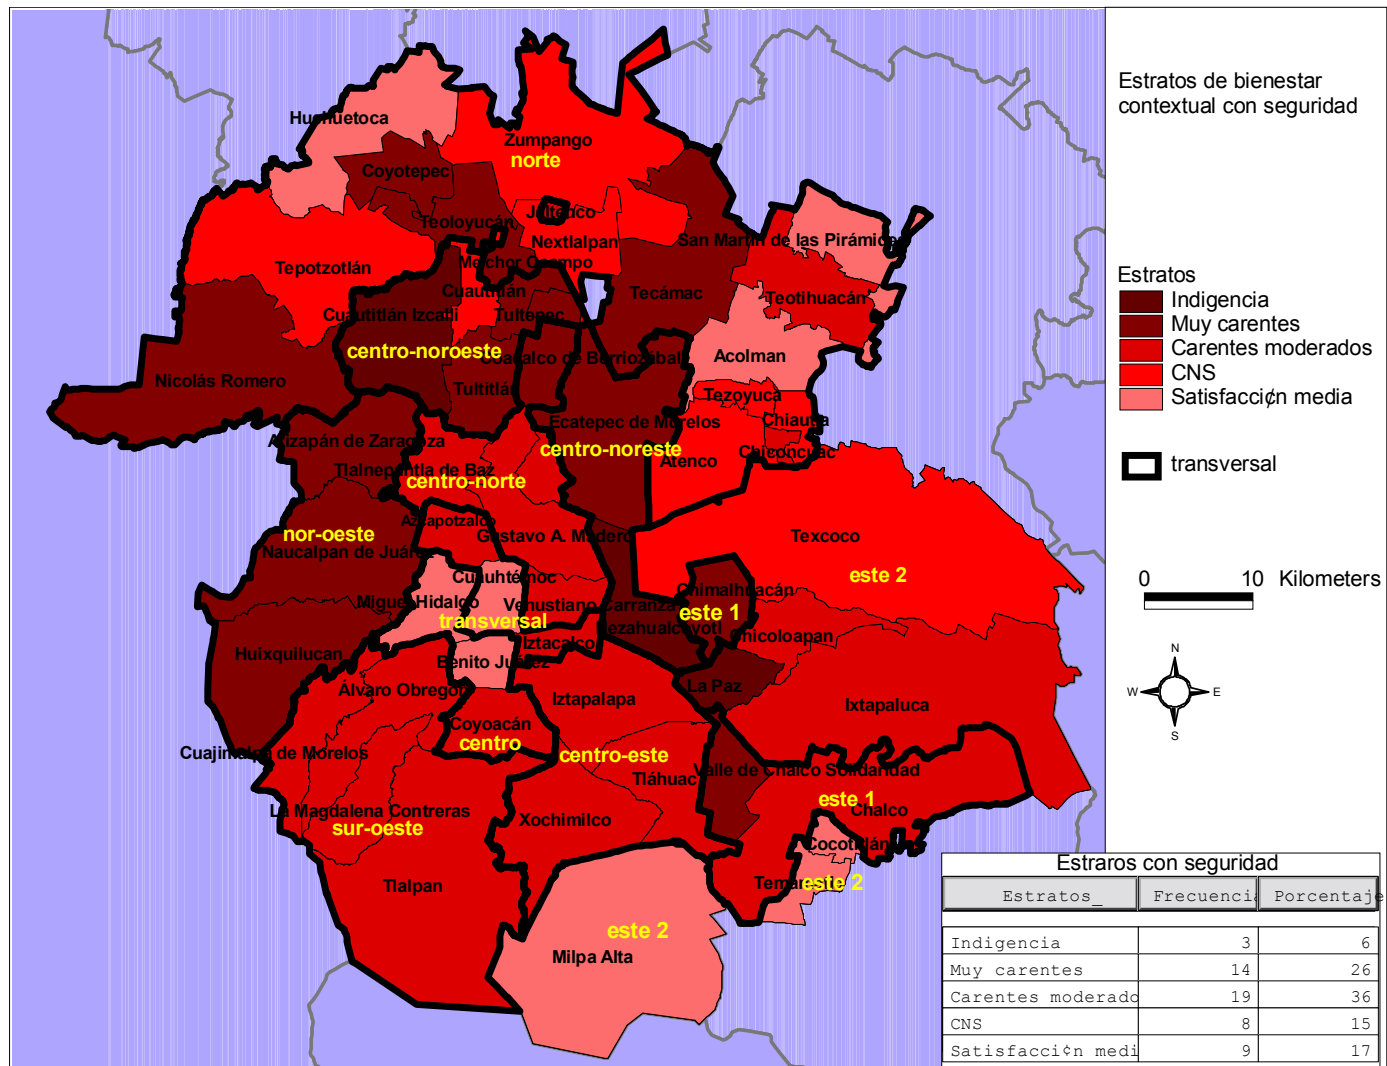 Estratos de bienestar
contextual con seguridad
Estratos
Indigencia
Muy carentes
Carentes moderados
CNS
Satisfacci¢n media
transversal
0 10 Kilometers
N
W E
S
Huehuetoca
Zumpango
norte
Coyotepec
Teoloyucán
Jaltenco
Nextlalpan
San Martín de las Pirámides
Melchor Ocampo
Tepotzotlán
Cuautitlán
Tecámac
Teotihuacán
Cuautitlán Izcalli
Tultepec
centro-noroeste
Coacalco de Berriozábal
Acolman
Nicolás Romero
Tultitlán
Tezoyuca
Ecatepec de Morelos
Chiautla
Atizapán de Zaragoza
centro-noreste
Chiconcuac
Atenco
Tlalnepantla de Baz
centro-norte
Azcapotzalco
nor-oeste
Gustavo A. Madero
Texcoco
Naucalpan de Juárez
este 2
Cuauhtémoc
Chimalhuacán
Miguel Hidalgo
Venustiano Carranza
este 1
transversal
Nezahualcóyotl
Chicoloapan
Iztacalco
Huixquilucan
Benito Juárez
La Paz
Álvaro Obregón
Iztapalapa
Ixtapaluca
Coyoacán
centro
Cuajimalpa de Morelos
centro-este
Valle de Chalco Solidaridad
Tláhuac
este 1
La Magdalena Contreras
Chalco
Xochimilco
sur-oeste
Cocotitlán
Tlalpan
Temamatla
este 2
este 2
Milpa Alta
Estraros con seguridad
Estratos_ Frecuencia Porcentaje
Indigencia 3 6
Muy carentes 14 26
Carentes moderado 19 36
CNS 8 15
Satisfacci¢n medi 9 17